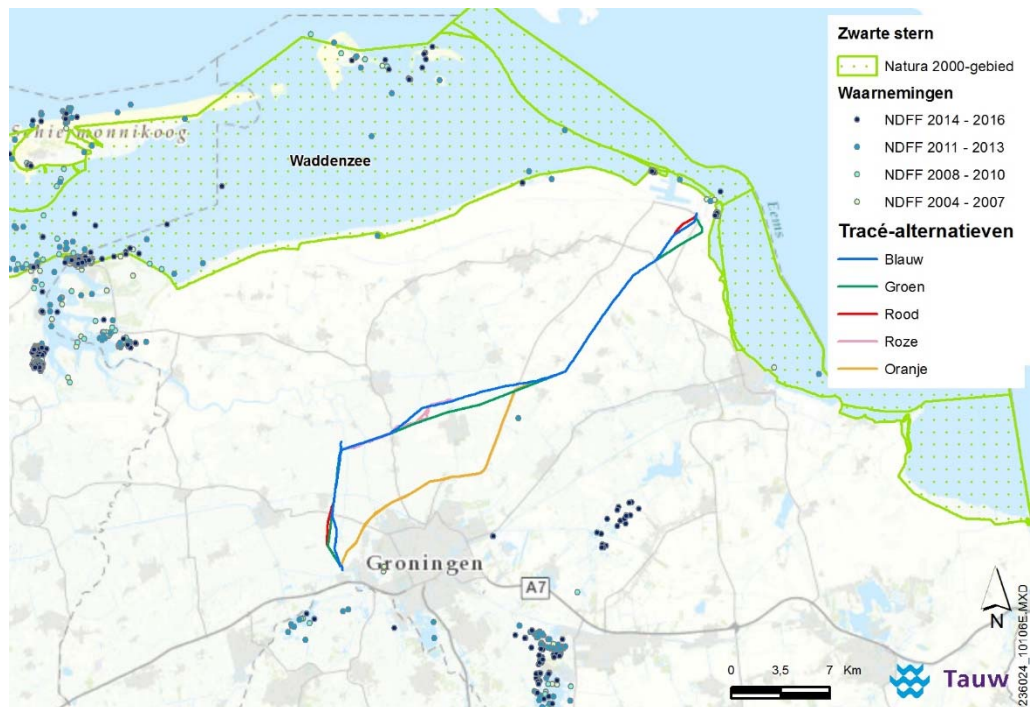 Zwarte stern
Natura 2000-gebied
Waarnemingen
NDFF 2014 - 2016
NDFF 2011 - 2013
NDFF 2008 - 2010
NDFF 2004 - 2007
Tracé-alternatieven
Blauw
Groen
Rood
Roze
Oranje
Schiermonnikoog
Waddenzee
Eems
Groningen
A7
N
0 3,5 7 Km
Tauw
236024_101065.MXD